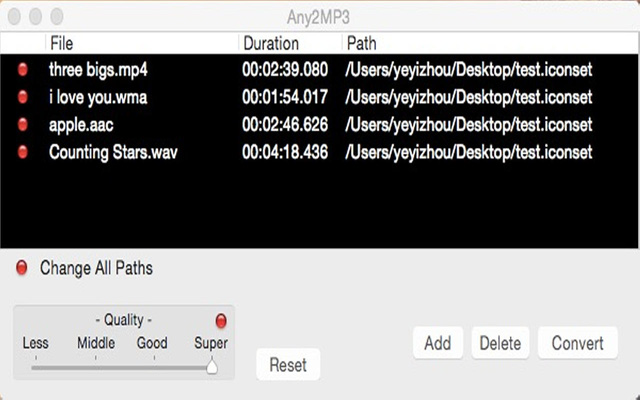 Any2MP3
File Duration Path
three bigs.mp4 00:02:39.080 /Users/yeyizhou/Desktop/test.iconset
i love you.wma 00:01:54.017 /Users/yeyizhou/Desktop/test.iconset
apple.aac 00:02:46.626 /Users/yeyizhou/Desktop/test.iconset
Counting Stars.wav 00:04:18.436 /Users/yeyizhou/Desktop/test.iconset
Change All Paths
- Quality -
Less Middle Good Super
Reset
Add Delete Convert